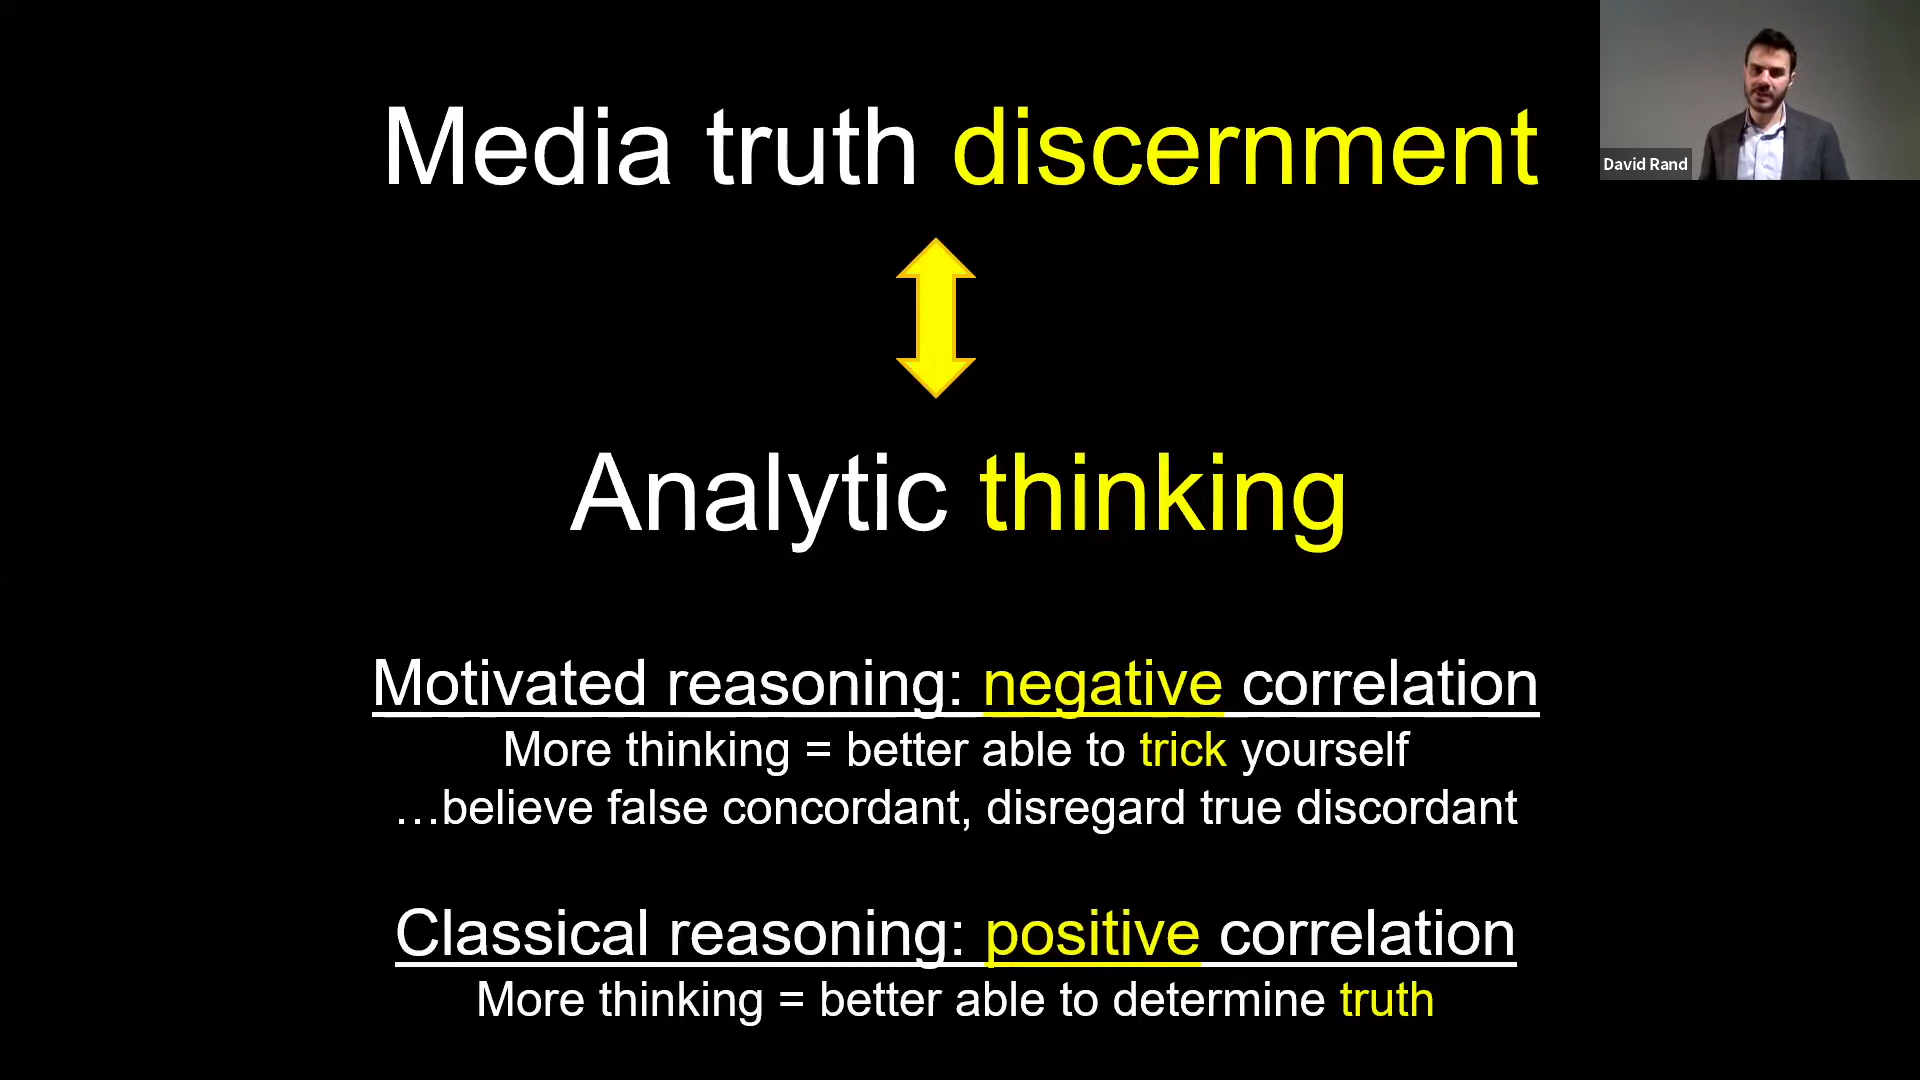 Media truth discernment
David Rand
Analytic thinking
Motivated reasoning: negative correlation
More thinking = better able to trick yourself
…believe false concordant, disregard true discordant
Classical reasoning: positive correlation
More thinking = better able to determine truth